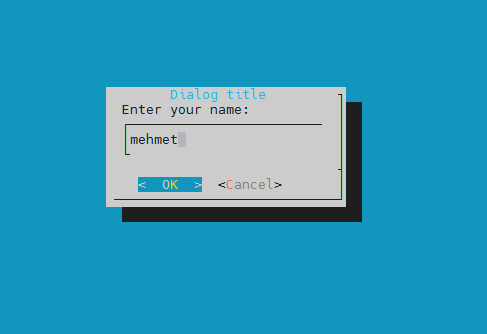 Dialog title
Enter your name:
mehmet
<  OK  > <Cancel>